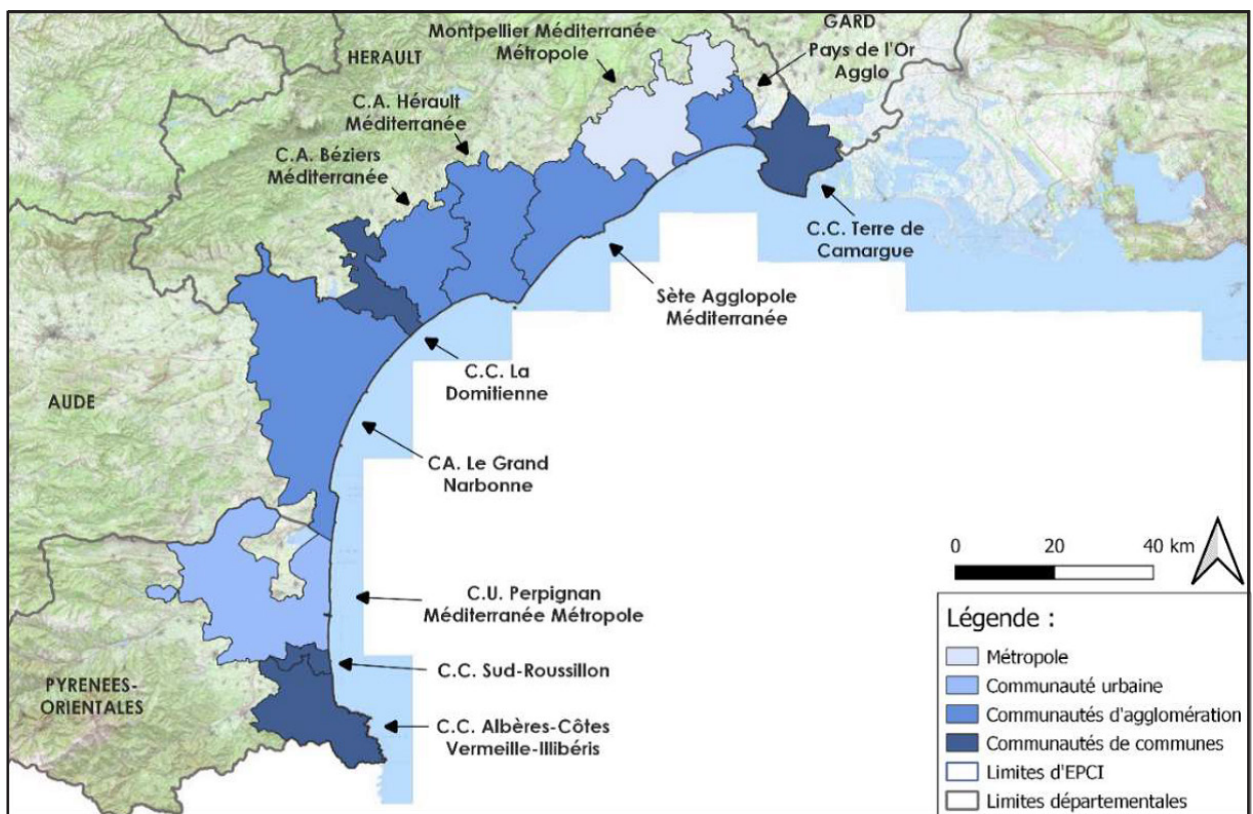 GARD
Montpellier Méditerranée
Métropole
Pays de l'Or
Agglo
HERAULT
C.A. Hérault
Méditerranée
C.A. Béziers
Méditerranée
C.C. Terre de
Camargue
Sète Agglopole
Méditerranée
C.C. La
Domitienne
AUDE
CA. Le Grand
Narbonne
C.U. Perpignan
Méditerranée Métropole
C.C. Sud-Roussillon
PYRENEES-
ORIENTALES
C.C. Albères-Côtes
Vermeille-Illibéris
0 20 40 km
Légende :
Métropole
Communauté urbaine
Communautés d'agglomération
Communautés de communes
Limites d'EPCI
Limites départementales